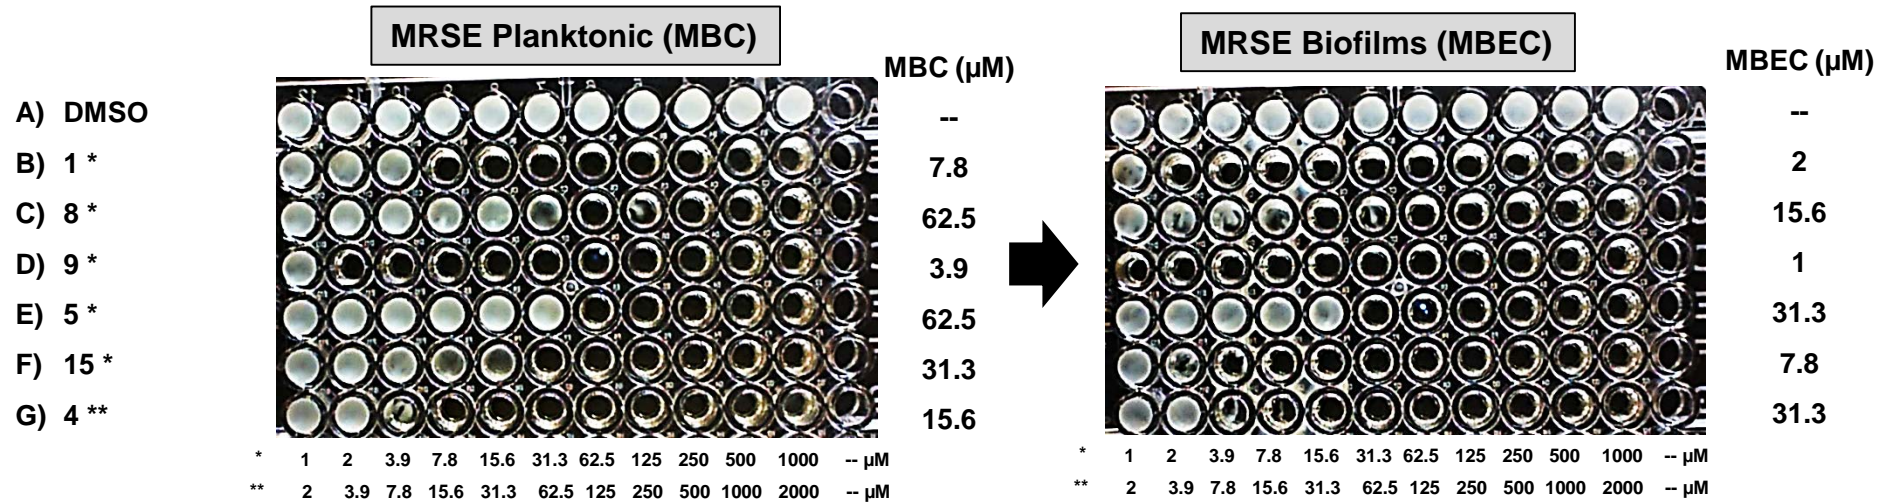 MRSE Planktonic (MBC)
MRSE Biofilms (MBEC)
MBC (µM)
MBEC (µM)
A) DMSO -- --
B) 1 * 7.8 2
C) 8 * 62.5 15.6
D) 9 * 3.9 1
E) 5 * 62.5 31.3
F) 15 * 31.3 7.8
G) 4 ** 15.6 31.3
* 1 2 3.9 7.8 15.6 31.3 62.5 125 250 500 1000 -- µM
** 2 3.9 7.8 15.6 31.3 62.5 125 250 500 1000 2000 -- µM
* 1 2 3.9 7.8 15.6 31.3 62.5 125 250 500 1000 -- µM
** 2 3.9 7.8 15.6 31.3 62.5 125 250 500 1000 2000 -- µM